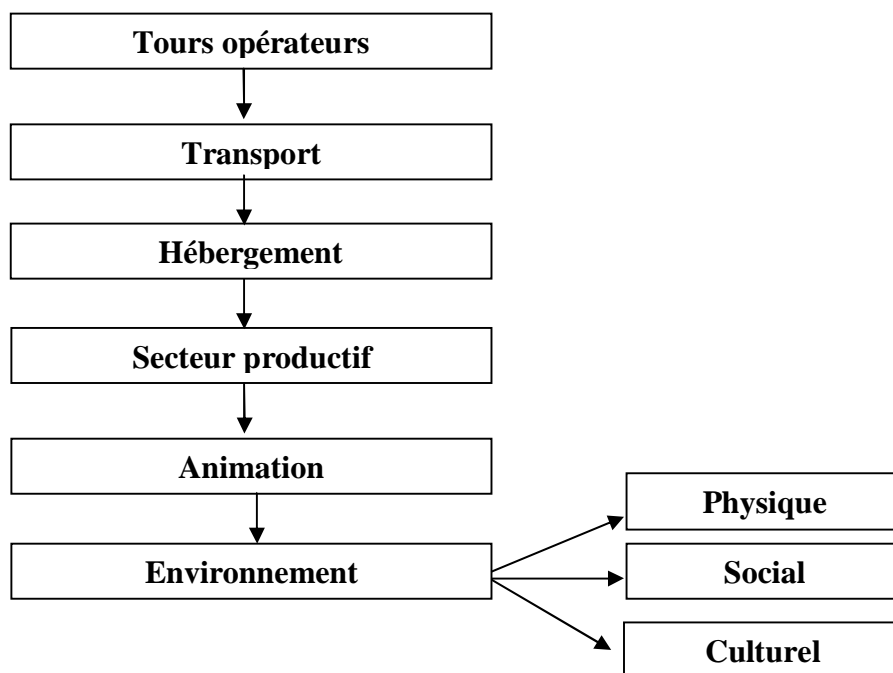 Tours opérateurs
Transport
Hébergement
Secteur productif
Animation
Environnement
Physique
Social
Culturel